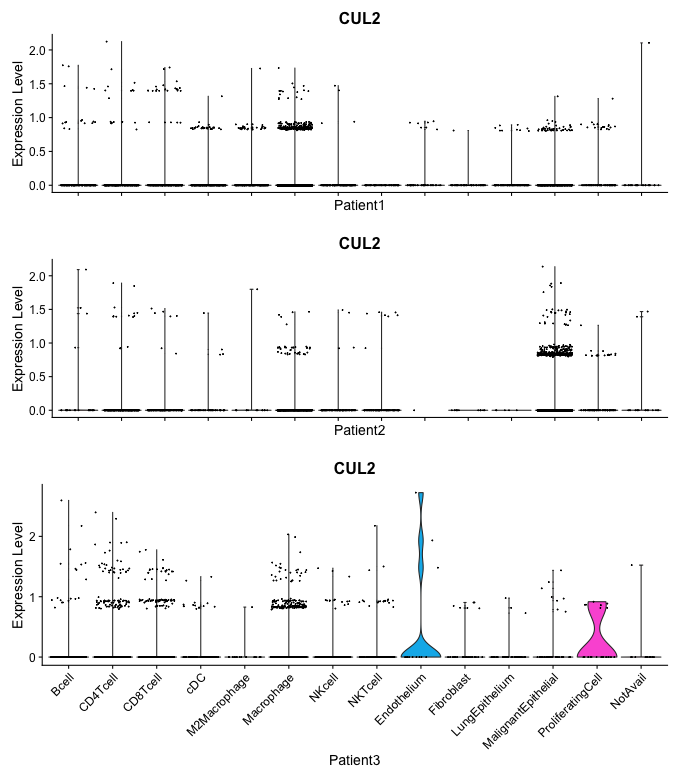 CUL2
Expression Level
2.0
1.5
1.0
0.5
0.0
Patient1
CUL2
Expression Level
2.0
1.5
1.0
0.5
0.0
Patient2
CUL2
Expression Level
2
1
0
Bcell
CD4Tcell
CD8Tcell
cDC
M2Macrophage
Macrophage
NKcell
NKTcell
Endothelium
Fibroblast
LungEpithelium
MalignantEpithelial
ProliferatingCell
NotAvail
Patient3